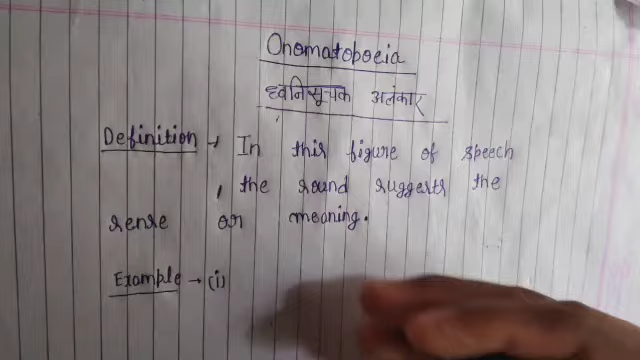 Onomatopoeia
ध्वनिसूचक अलंकार
Definition → In this figure of speech
, the sound suggests the
sense or meaning.
Example → (i)